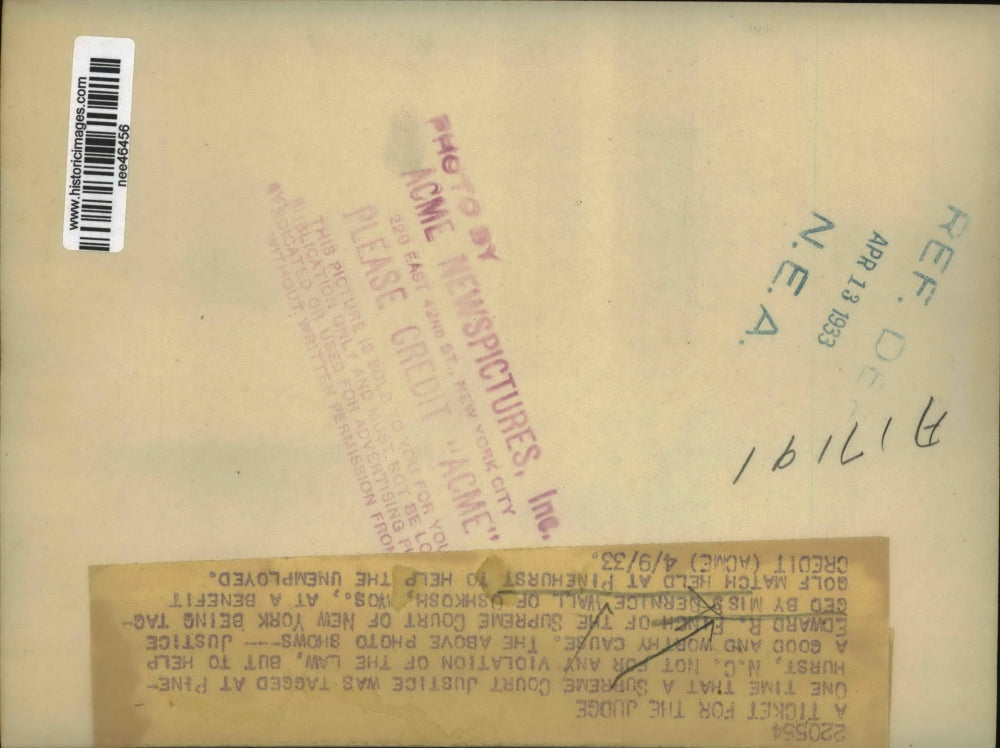 www.historicimages.com
nee46456
PHOTO BY
ACME NEWSPICTURES, Inc.
220 EAST 42ND ST., NEW YORK CITY
PLEASE CREDIT "ACME"
THIS PICTURE IS SOLD TO YOU FOR YOU
PUBLICATION ONLY AND MUST NOT BE LO
SYNDICATED OR USED FOR ADVERTISING P
WITHOUT WRITTEN PERMISSION FROM
REF. DE
APR 13 1933
N.E.A.
A17191
220554
A TICKET FOR THE JUDGE
ONE TIME THAT A SUPREME COURT JUSTICE WAS TAGGED AT PINE-
HURST, N.C. NOT FOR ANY VIOLATION OF THE LAW, BUT TO HELP
A GOOD AND WORTHY CAUSE. THE ABOVE PHOTO SHOWS--- JUSTICE
EDWARD R. FINCH OF THE SUPREME COURT OF NEW YORK BEING TAG-
GED BY MISS BERNICE WALL OF OSHKOSH, WOS., AT A BENEFIT
GOLF MATCH HELD AT PINEHURST TO HELP THE UNEMPLOYED.
CREDIT (ACME) 4/9/33.